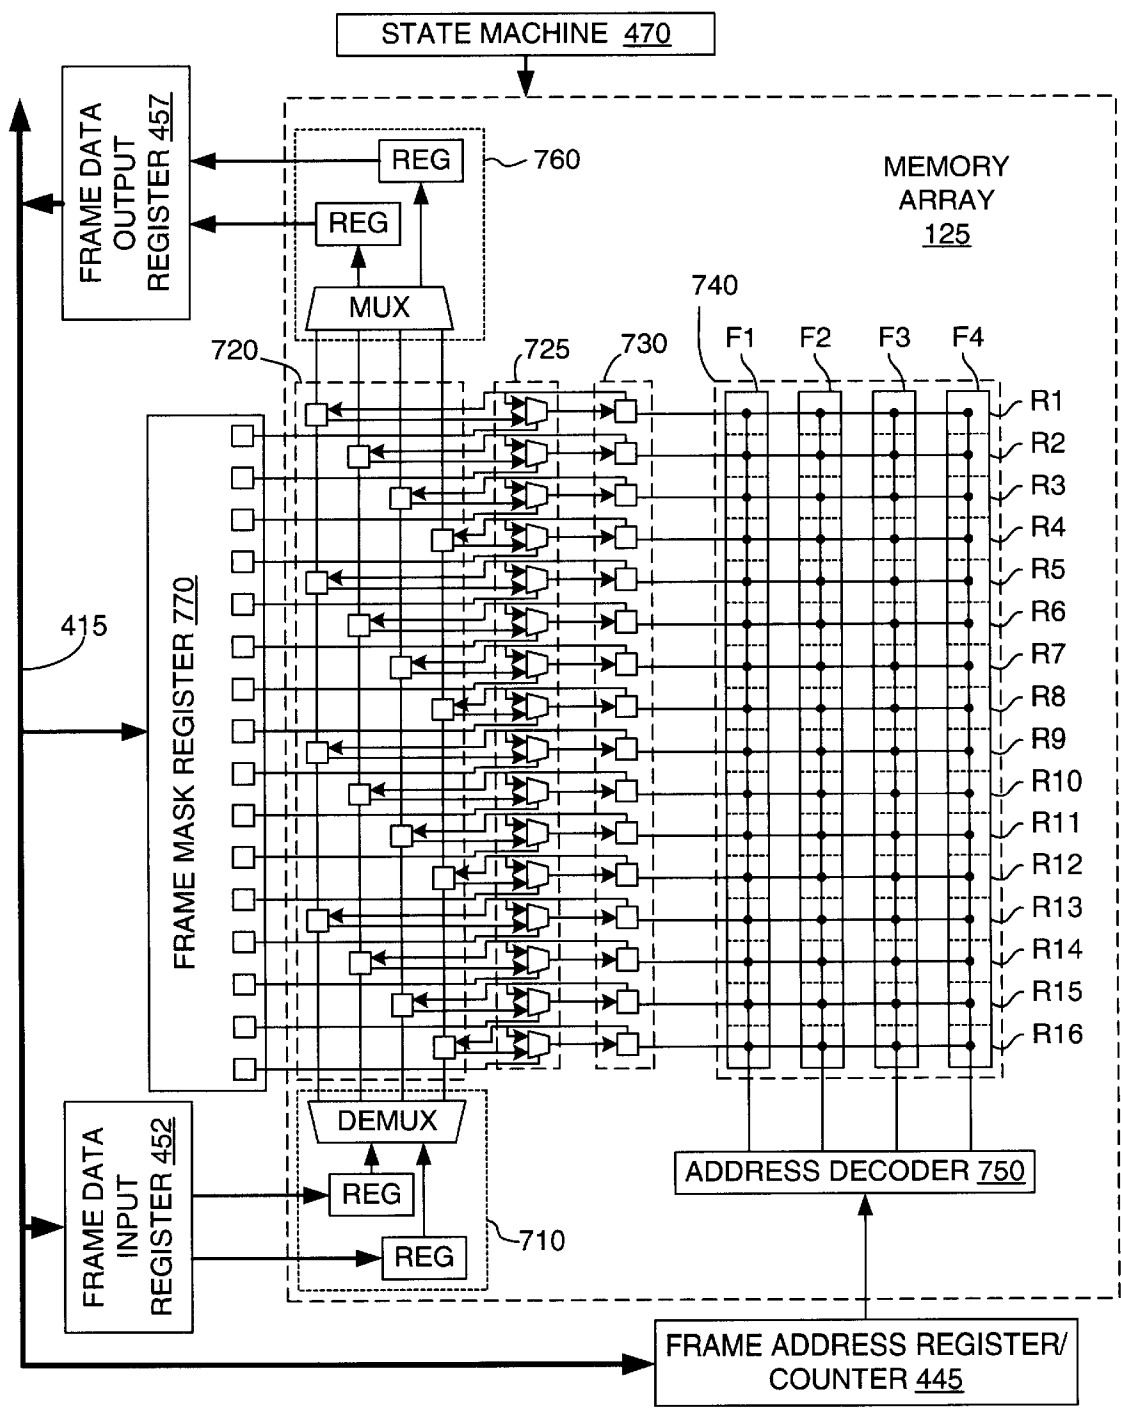 STATE MACHINE 470
FRAME DATA
OUTPUT
REGISTER 457
REG
REG
760
MEMORY
ARRAY
125
MUX
740
720
725
730
F1
F2
F3
F4
R1
R2
R3
R4
R5
R6
R7
R8
R9
R10
R11
R12
R13
R14
R15
R16
415
FRAME MASK REGISTER 770
DEMUX
FRAME DATA
INPUT
REGISTER 452
REG
REG
710
ADDRESS DECODER 750
FRAME ADDRESS REGISTER/
COUNTER 445